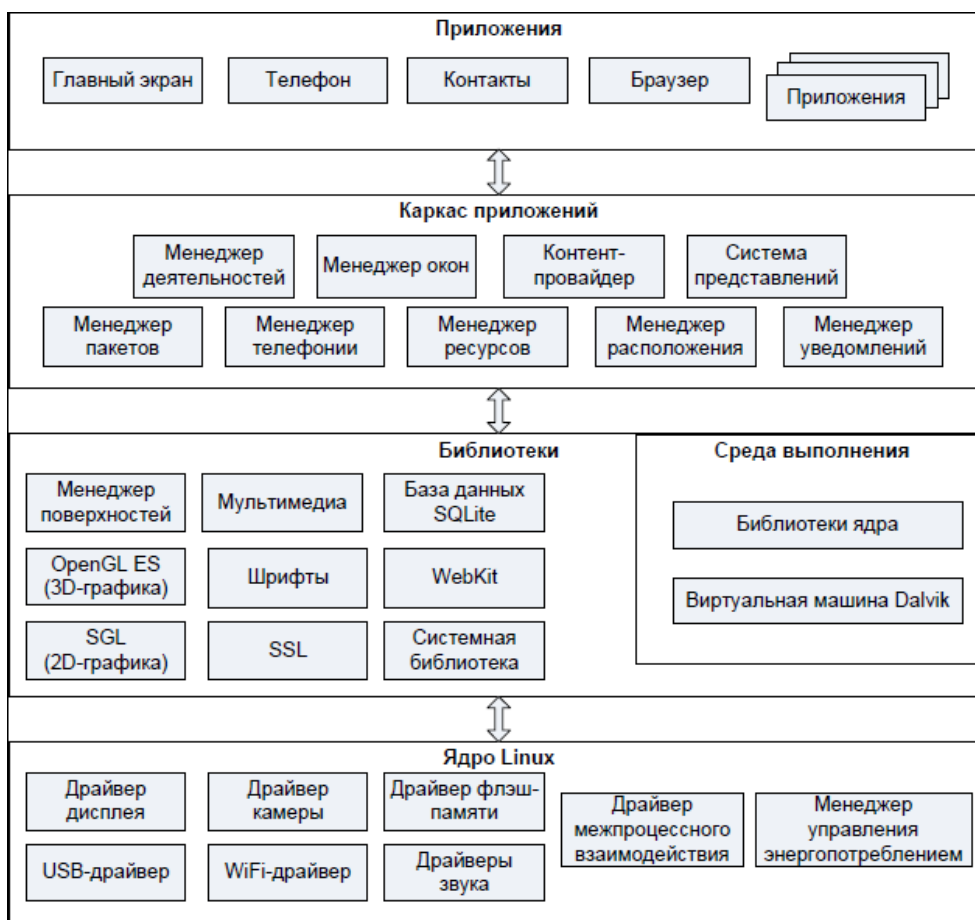 Приложения
Главный экран
Телефон
Контакты
Браузер
Приложения
Каркас приложений
Менеджер
деятельностей
Менеджер окон
Контент-
провайдер
Система
представлений
Менеджер
пакетов
Менеджер
телефонии
Менеджер
ресурсов
Менеджер
расположения
Менеджер
уведомлений
Библиотеки
Менеджер
поверхностей
Мультимедиа
База данных
SQLite
OpenGL ES
(3D-графика)
Шрифты
WebKit
SGL
(2D-графика)
SSL
Системная
библиотека
Среда выполнения
Библиотеки ядра
Виртуальная машина Dalvik
Ядро Linux
Драйвер
дисплея
Драйвер
камеры
Драйвер флэш-
памяти
Драйвер
межпроцессного
взаимодействия
Менеджер
управления
энергопотреблением
USB-драйвер
WiFi-драйвер
Драйверы
звука